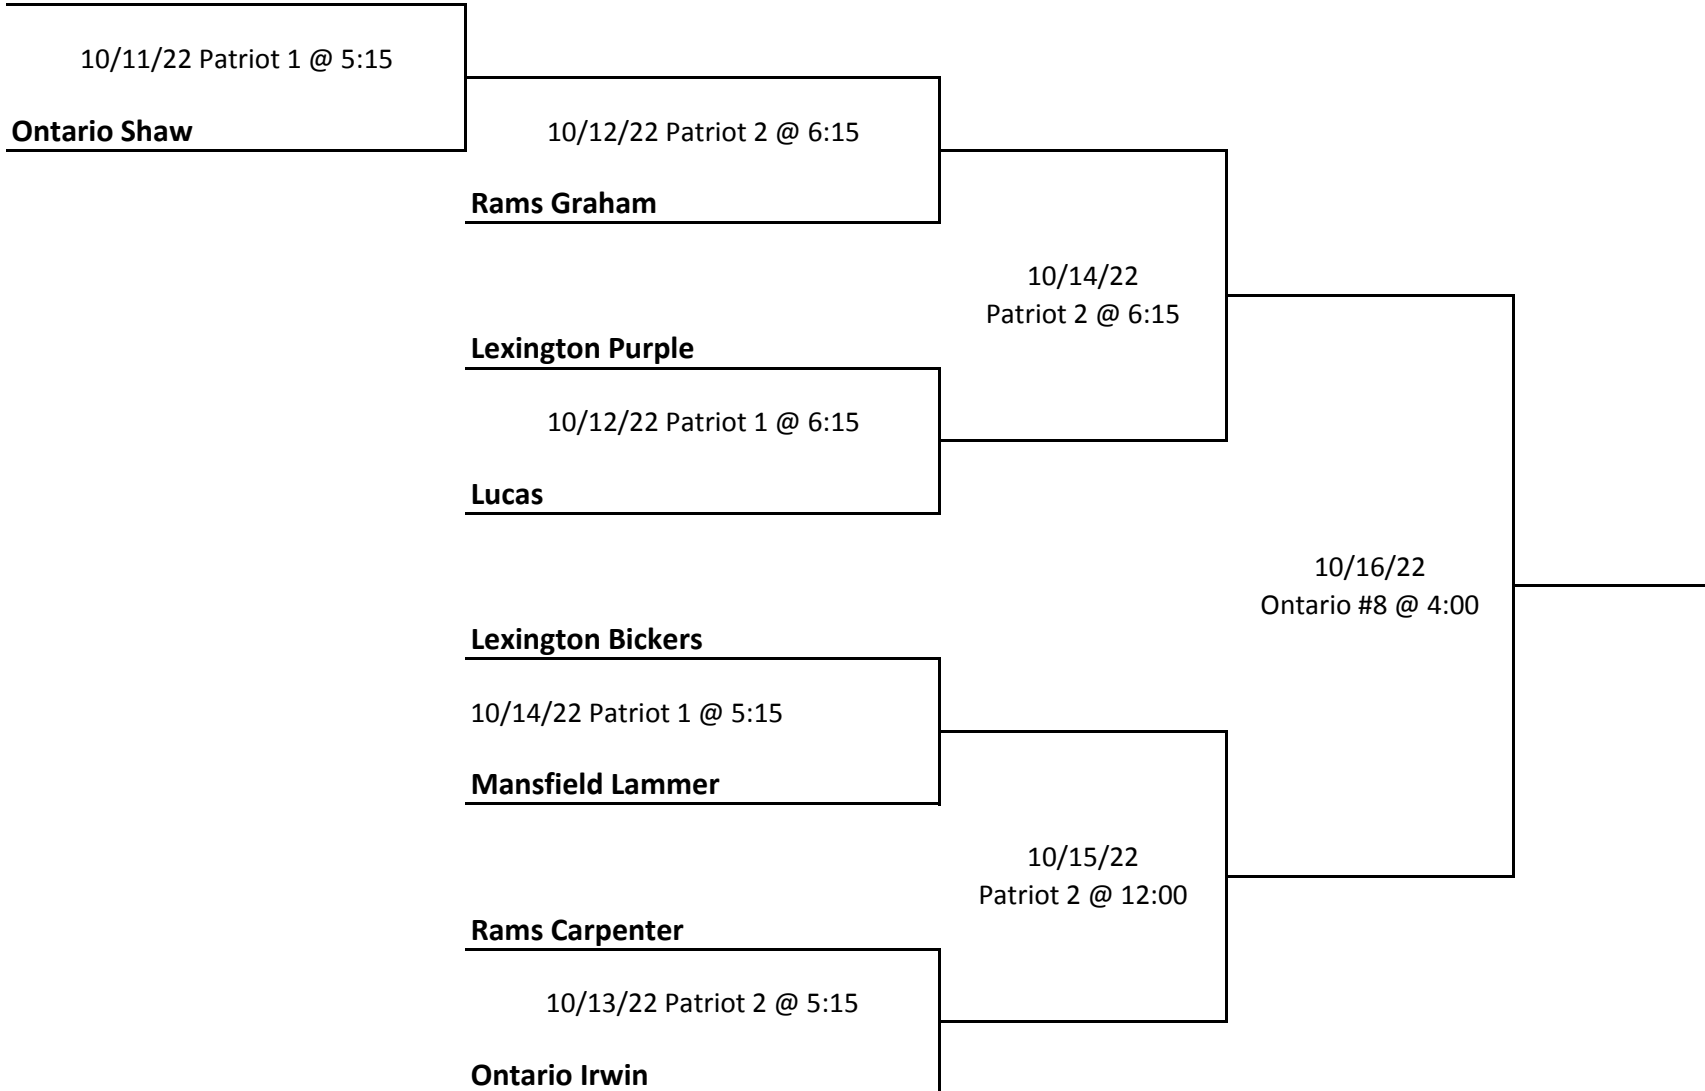 10/11/22 Patriot 1 @ 5:15
Ontario Shaw
10/12/22 Patriot 2 @ 6:15
Rams Graham
10/14/22
Patriot 2 @ 6:15
Lexington Purple
10/12/22 Patriot 1 @ 6:15
Lucas
10/16/22
Ontario #8 @ 4:00
Lexington Bickers
10/14/22 Patriot 1 @ 5:15
Mansfield Lammer
10/15/22
Patriot 2 @ 12:00
Rams Carpenter
10/13/22 Patriot 2 @ 5:15
Ontario Irwin